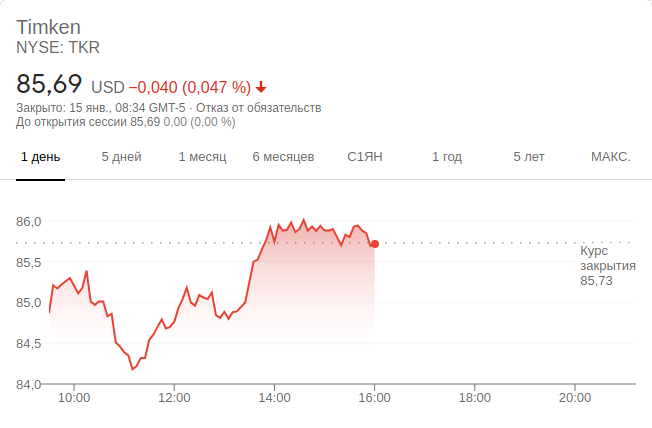 Timken
NYSE: TKR
85,69 USD −0,040 (0,047 %)
Закрыто: 15 янв., 08:34 GMT-5 · Отказ от обязательств
До открытия сессии 85,69 0,00 (0,00 %)
1 день 5 дней 1 месяц 6 месяцев С1ЯН 1 год 5 лет МАКС.
86,0
85,5
85,0
84,5
84,0
Курс
закрытия
85,73
10:00 12:00 14:00 16:00 18:00 20:00